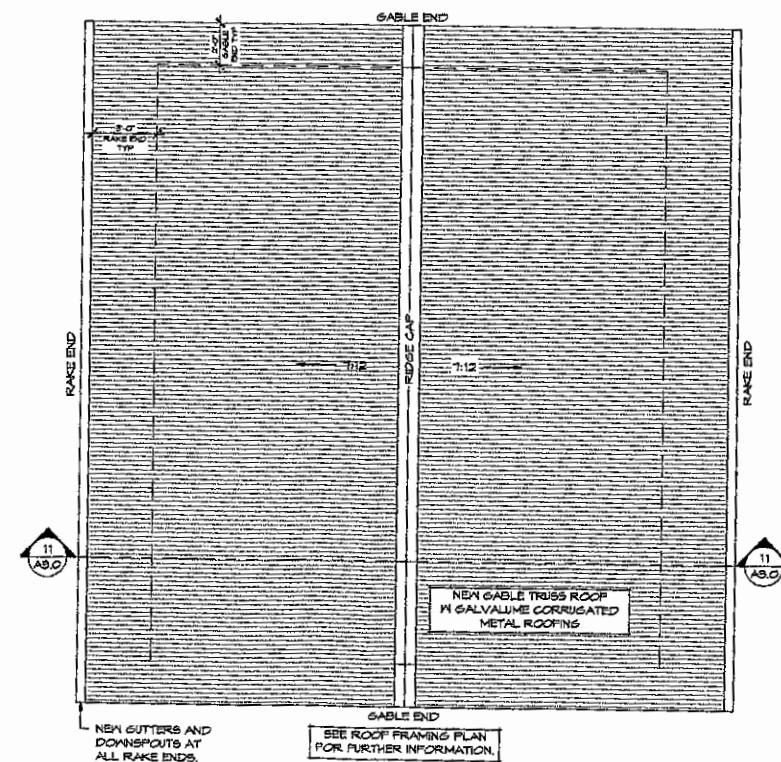 GABLE END
2'-0"
GABLE
END TYP
3'-0"
RAKE END
TYP
RAKE END
RIDGE CAP
RAKE END
7:12
7:12
11
A9.0
11
A9.0
NEW GABLE TRUSS ROOF
W GALVALUME CORRUGATED
METAL ROOFING
GABLE END
NEW GUTTERS AND
DOWNSPOUTS AT
ALL RAKE ENDS.
SEE ROOF FRAMING PLAN
FOR FURTHER INFORMATION.